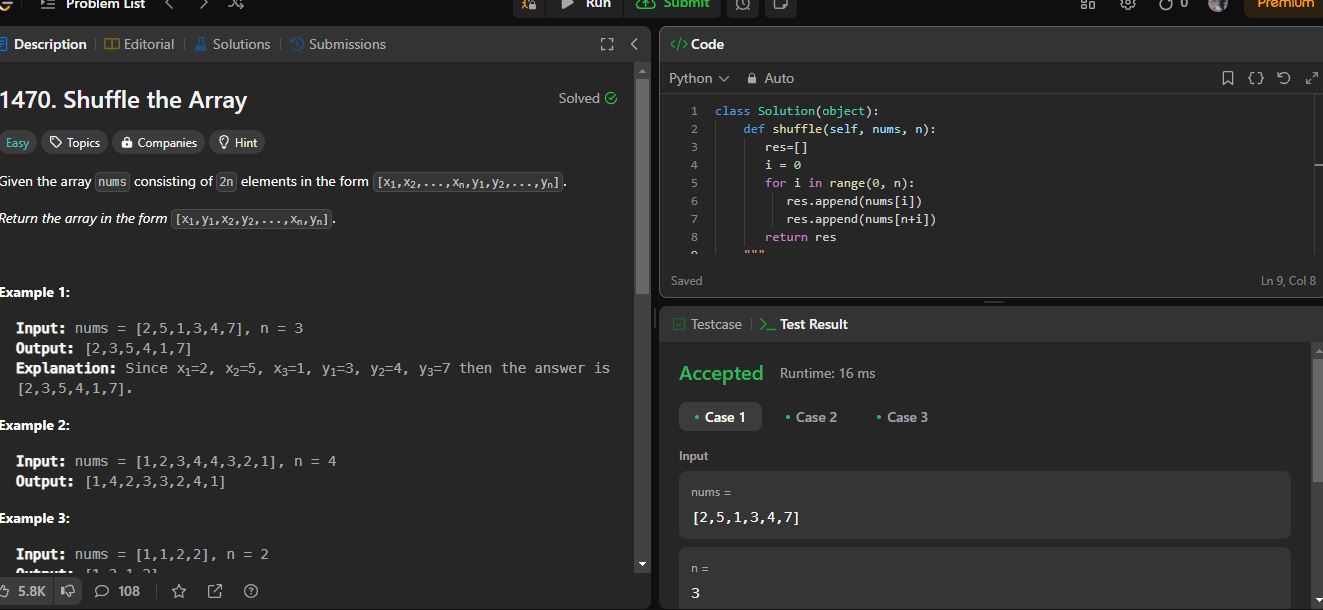 Problem List
Run
Submit
0
Premium
Description
Editorial
Solutions
Submissions
1470. Shuffle the Array
Solved
Easy
Topics
Companies
Hint
Given the array nums consisting of 2n elements in the form [x₁,x₂,...,xₙ,y₁,y₂,...,yₙ].
Return the array in the form [x₁,y₁,x₂,y₂,...,xₙ,yₙ].
Example 1:
Input: nums = [2,5,1,3,4,7], n = 3
Output: [2,3,5,4,1,7]
Explanation: Since x₁=2, x₂=5, x₃=1, y₁=3, y₂=4, y₃=7 then the answer is
[2,3,5,4,1,7].
Example 2:
Input: nums = [1,2,3,4,4,3,2,1], n = 4
Output: [1,4,2,3,3,2,4,1]
Example 3:
Input: nums = [1,1,2,2], n = 2
Output: [1,2,1,2]
5.8K
108
</> Code
Python
Auto
1 class Solution(object):
2 def shuffle(self, nums, n):
3 res=[]
4 i = 0
5 for i in range(0, n):
6 res.append(nums[i])
7 res.append(nums[n+i])
8 return res
9 """
Saved
Ln 9, Col 8
Testcase
Test Result
Accepted
Runtime: 16 ms
Case 1
Case 2
Case 3
Input
nums =
[2,5,1,3,4,7]
n =
3